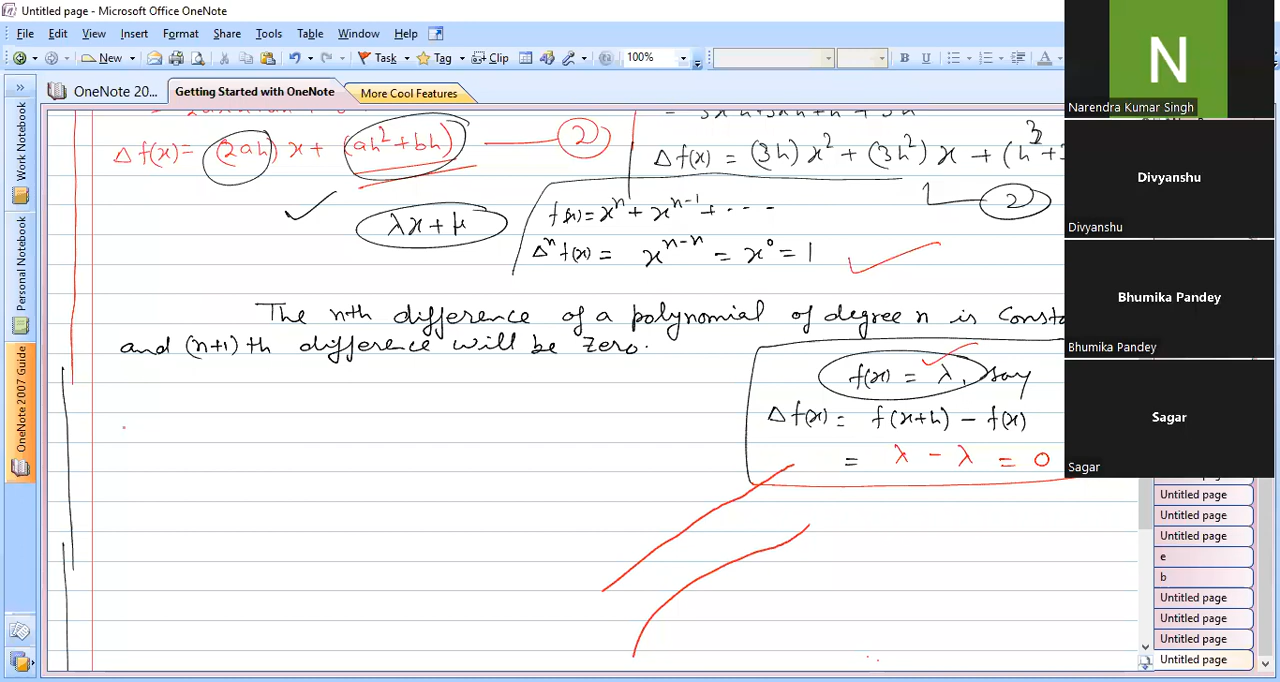 Untitled page - Microsoft Office OneNote
File Edit View Insert Format Share Tools Table Window Help
New Task Tag Clip 100% B U A
OneNote 20... Getting Started with OneNote More Cool Features
» Work Notebook
Personal Notebook
OneNote 2007 Guide
Δ f(x) = (2ah) x + (ah² + bh) ② 
λx + μ
Δ f(x) = (3h) x² + (3h²) x + (h³ +
②
f(x) = xⁿ + xⁿ⁻¹ + - - -
Δⁿ f(x) = xⁿ⁻ⁿ = x⁰ = 1
The nth difference of a polynomial of degree n is
and (n+1)th difference will be zero.
f(x) = λ, say
Δ f(x) = f(x+h) - f(x)
= λ - λ = 0
N
Narendra Kumar Singh
Divyanshu
Divyanshu
Bhumika Pandey
Bhumika Pandey
Sagar
Sagar
Untitled page
Untitled page
Untitled page
e
b
Untitled page
Untitled page
Untitled page
Untitled page